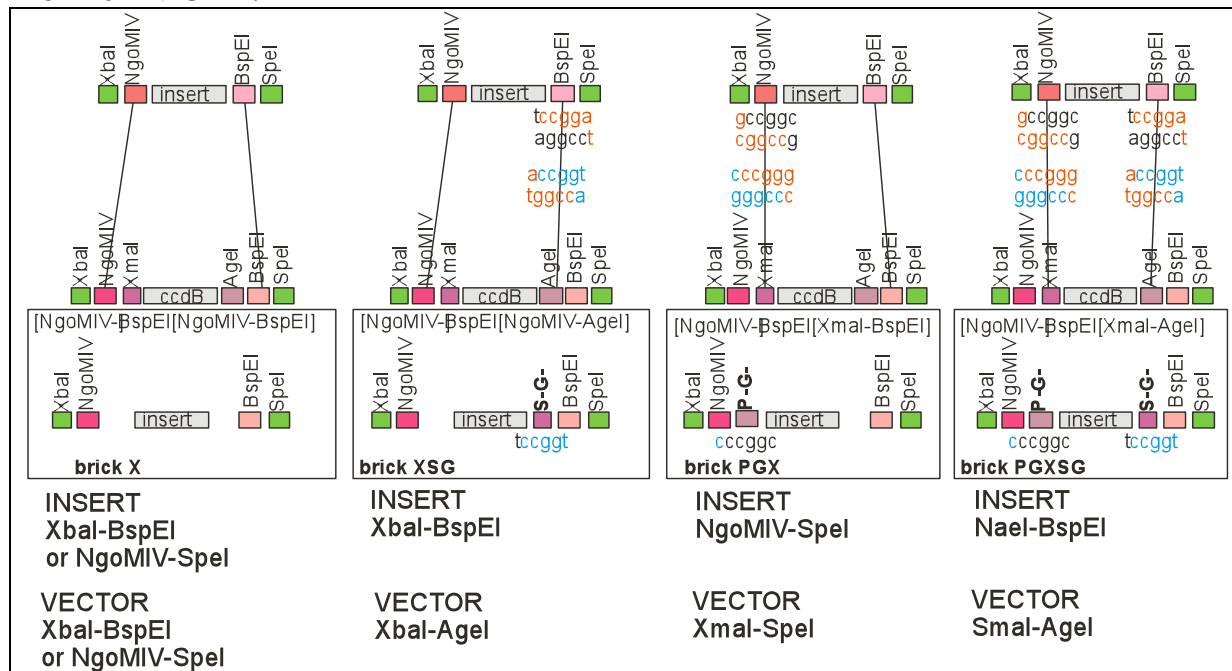 XbaI NgoMIV BspEI SpeI
insert
XbaI NgoMIV XmaI AgeI BspEI SpeI
ccdB
[NgoMIV-]BspEI[NgoMIV-BspEI]
XbaI NgoMIV BspEI SpeI
insert
brick X
INSERT
XbaI-BspEI
or NgoMIV-SpeI
VECTOR
XbaI-BspEI
or NgoMIV-SpeI
XbaI NgoMIV BspEI SpeI
insert
tccgga
aggcct
accggt
tggcca
XbaI NgoMIV XmaI AgeI BspEI SpeI
ccdB
[NgoMIV-]BspEI[NgoMIV-AgeI]
XbaI NgoMIV S-G- BspEI SpeI
insert
tccggt
brick XSG
INSERT
XbaI-BspEI
VECTOR
XbaI-AgeI
XbaI NgoMIV BspEI SpeI
insert
gccggc
cggccg
cccggg
gggccc
XbaI NgoMIV XmaI AgeI BspEI SpeI
ccdB
[NgoMIV-]BspEI[XmaI-BspEI]
XbaI NgoMIV P-G- BspEI SpeI
insert
cccggc
brick PGX
INSERT
NgoMIV-SpeI
VECTOR
XmaI-SpeI
XbaI NgoMIV BspEI SpeI
insert
gccggc tccgga
cggccg aggcct
cccggg accggt
gggccc tggcca
XbaI NgoMIV XmaI AgeI BspEI SpeI
ccdB
[NgoMIV-]BspEI[XmaI-AgeI]
XbaI NgoMIV P-G- S-G- BspEI SpeI
insert
cccggc tccggt
brick PGXSG
INSERT
NaeI-BspEI
VECTOR
SmaI-AgeI